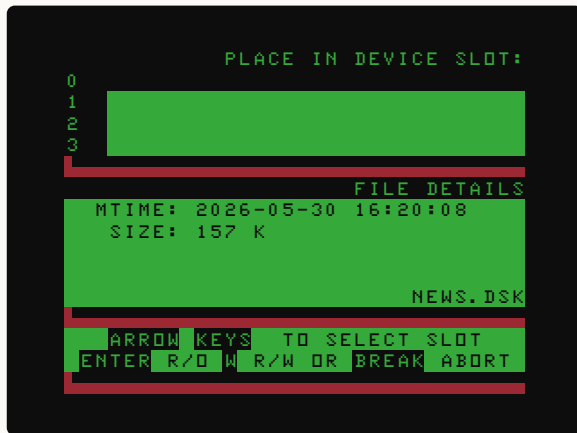 PLACE IN DEVICE SLOT:
0
1
2
3
FILE DETAILS
MTIME: 2026-05-30 16:20:08
SIZE: 157 K
NEWS.DSK
ARROW KEYS TO SELECT SLOT
ENTER R/O W R/W OR BREAK ABORT